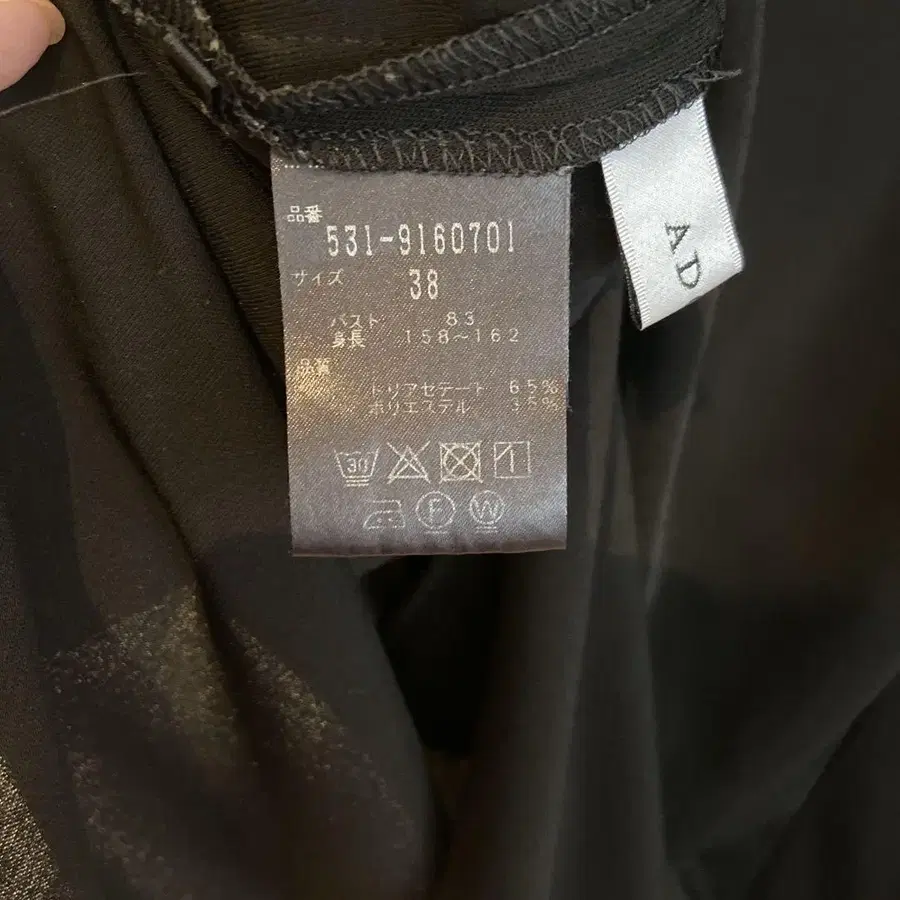 品番
531-9160701
サイズ 38
バスト 83
身長 158~162
品質
トリアセテート 65%
ポリエステル 35%
30
F W
AD